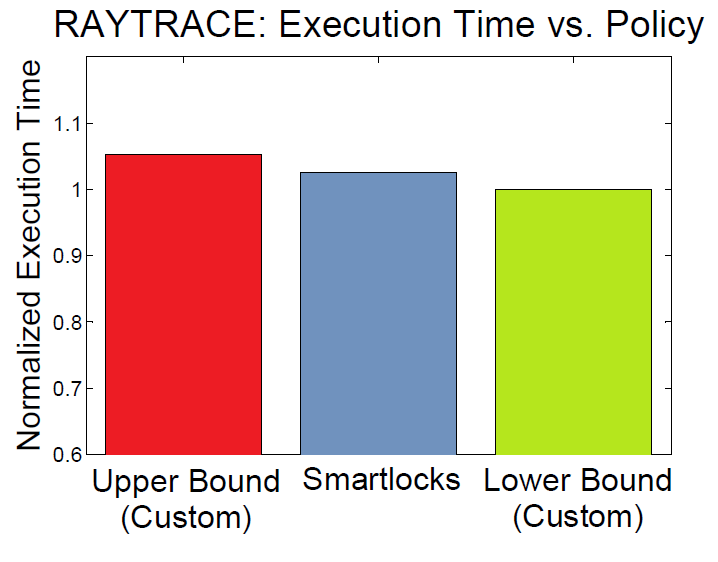 RAYTRACE: Execution Time vs. Policy
Normalized Execution Time
1.1
1
0.9
0.8
0.7
0.6
Upper Bound
(Custom)
Smartlocks
Lower Bound
(Custom)